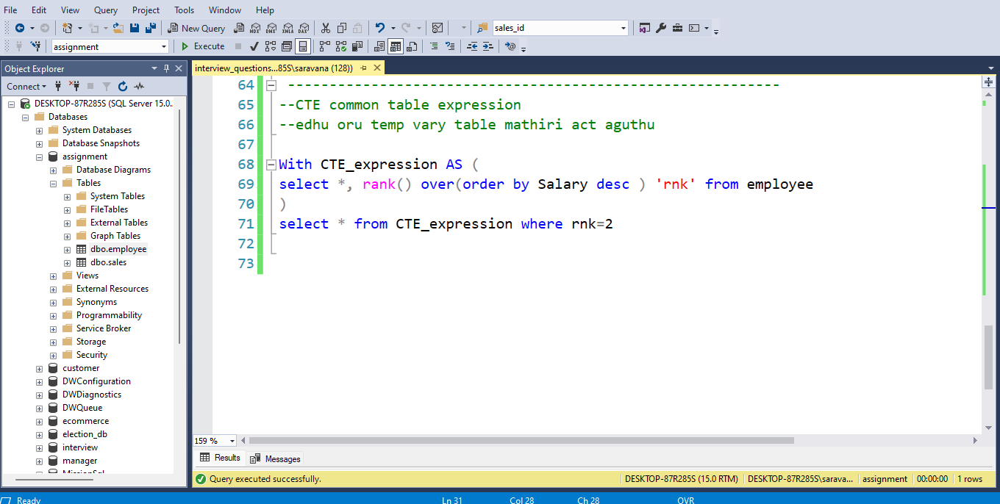 File Edit View Query Project Tools Window Help
New Query MDX DMX XMLA DAX sales_id
assignment Execute
Object Explorer
Connect
DESKTOP-87R285S (SQL Server 15.0..
Databases
System Databases
Database Snapshots
assignment
Database Diagrams
Tables
System Tables
FileTables
External Tables
Graph Tables
dbo.employee
dbo.sales
Views
External Resources
Synonyms
Programmability
Service Broker
Storage
Security
customer
DWConfiguration
DWDiagnostics
DWQueue
ecommerce
election_db
interview
manager
interview_questions...85S\saravana (128))
64 -----------------------------------------------------------
65 --CTE common table expression
66 --edhu oru temp vary table mathiri act aguthu
67
68 With CTE_expression AS (
69 select *, rank() over(order by Salary desc ) 'rnk' from employee
70 )
71 select * from CTE_expression where rnk=2
72
73
159 %
Results Messages
Query executed successfully. DESKTOP-87R285S (15.0 RTM) DESKTOP-87R285S\sarava... assignment 00:00:00 1 rows
Ready Ln 31 Col 28 Ch 28 OVR